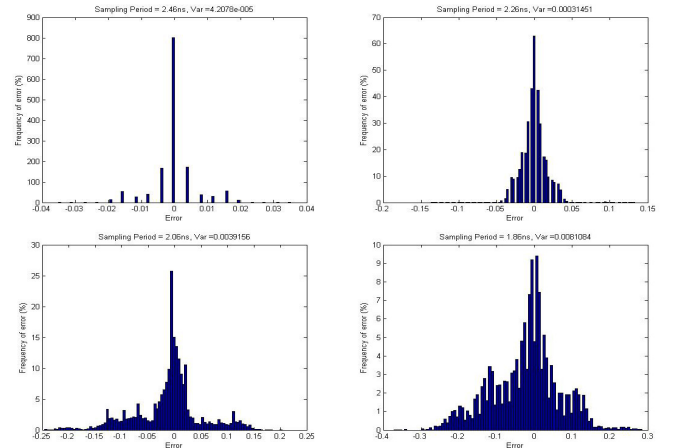 Sampling Period = 2.46ns, Var =4.2078e-005
Frequency of error (%)
900
800
700
600
500
400
300
200
100
0
-0.04 -0.03 -0.02 -0.01 0 0.01 0.02 0.03 0.04
Error
Sampling Period = 2.26ns, Var =0.00031451
Frequency of error (%)
70
60
50
40
30
20
10
0
-0.2 -0.15 -0.1 -0.05 0 0.05 0.1 0.15
Error
Sampling Period = 2.06ns, Var =0.0039156
Frequency of error (%)
30
25
20
15
10
5
0
-0.25 -0.2 -0.15 -0.1 -0.05 0 0.05 0.1 0.15 0.2 0.25
Error
Sampling Period = 1.86ns, Var =0.0081084
Frequency of error (%)
10
9
8
7
6
5
4
3
2
1
0
-0.4 -0.3 -0.2 -0.1 0 0.1 0.2 0.3
Error